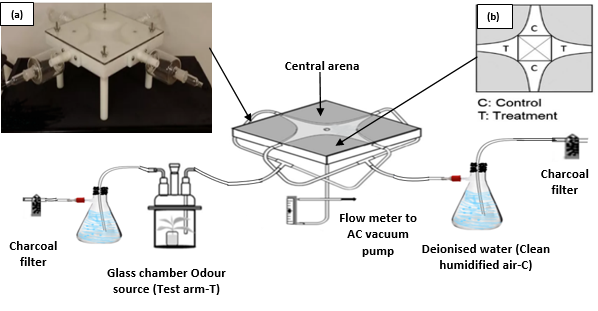 (a)
(b)
C
T
T
C
C: Control
T: Treatment
Central arena
Charcoal
filter
Glass chamber Odour
source (Test arm-T)
Flow meter to
AC vacuum
pump
Deionised water (Clean
humidified air-C)
Charcoal
filter